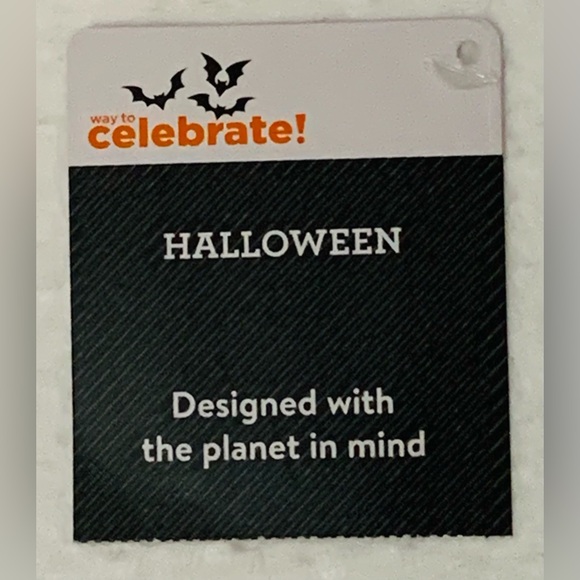 way to
celebrate!
HALLOWEEN
Designed with
the planet in mind